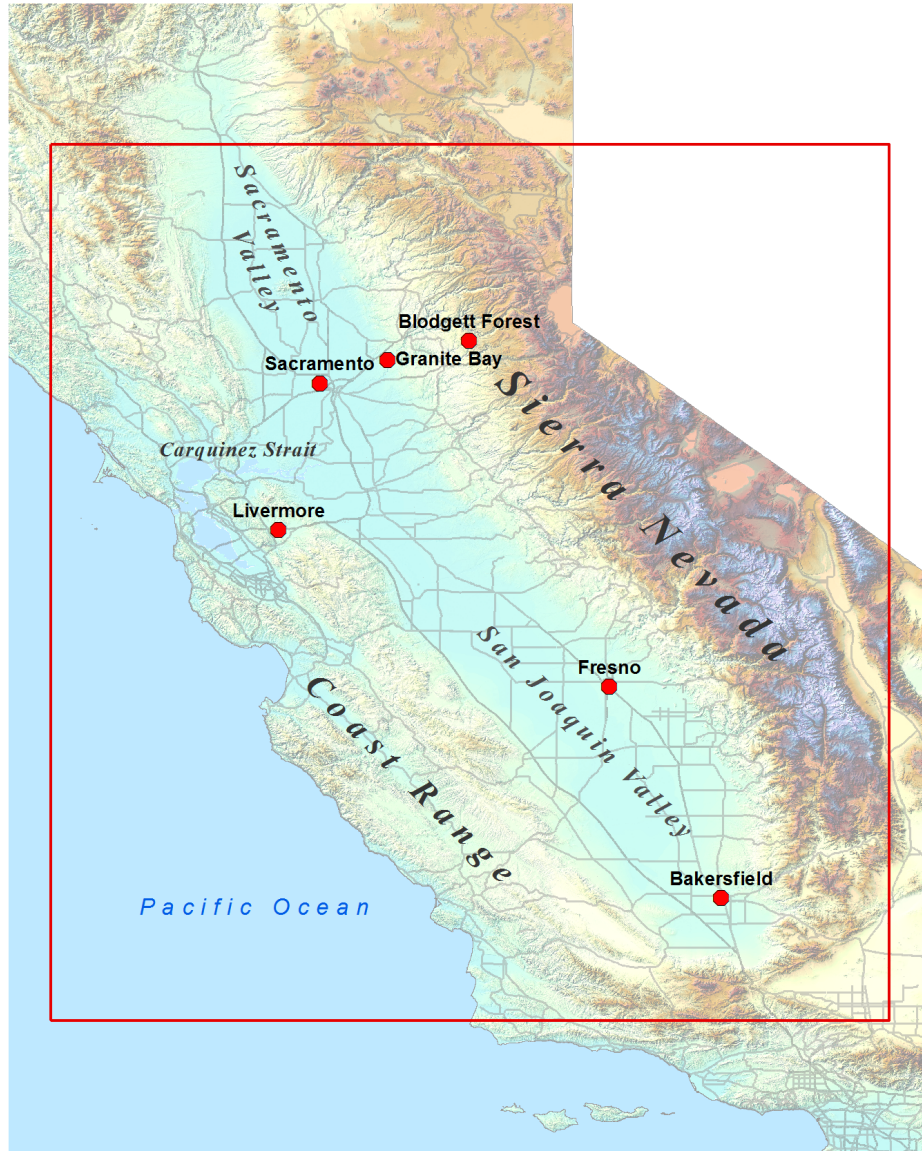 Sacramento
Valley
Blodgett Forest
Granite Bay
Sacramento
Sierra Nevada
Carquinez Strait
Livermore
San Joaquin Valley
Fresno
Coast Range
Bakersfield
Pacific Ocean